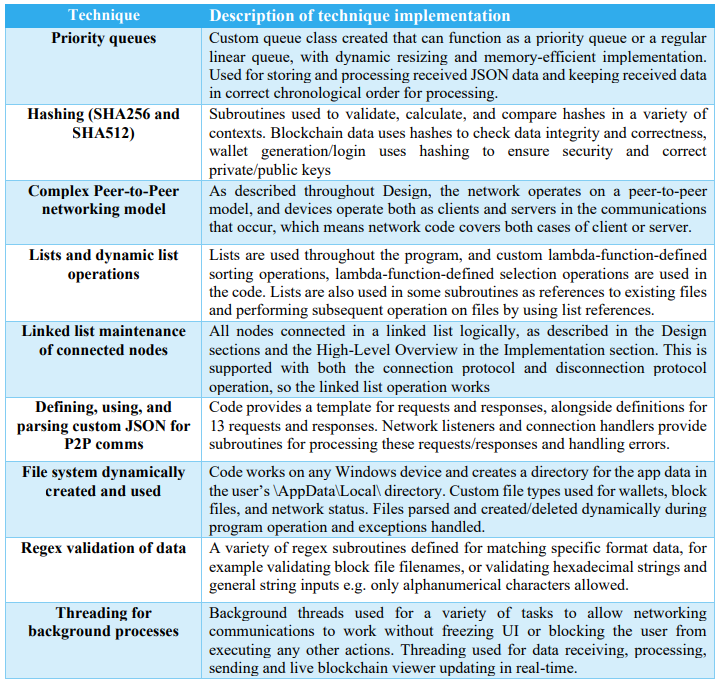 Technique Description of technique implementation
Priority queues Custom queue class created that can function as a priority queue or a regular
linear queue, with dynamic resizing and memory-efficient implementation.
Used for storing and processing received JSON data and keeping received data
in correct chronological order for processing.
Hashing (SHA256 and Subroutines used to validate, calculate, and compare hashes in a variety of
SHA512) contexts. Blockchain data uses hashes to check data integrity and correctness,
wallet generation/login uses hashing to ensure security and correct
private/public keys
Complex Peer-to-Peer As described throughout Design, the network operates on a peer-to-peer
networking model model, and devices operate both as clients and servers in the communications
that occur, which means network code covers both cases of client or server.
Lists and dynamic list Lists are used throughout the program, and custom lambda-function-defined
operations sorting operations, lambda-function-defined selection operations are used in
the code. Lists are also used in some subroutines as references to existing files
and performing subsequent operation on files by using list references.
Linked list maintenance All nodes connected in a linked list logically, as described in the Design
of connected nodes sections and the High-Level Overview in the Implementation section. This is
supported with both the connection protocol and disconnection protocol
operation, so the linked list operation works
Defining, using, and Code provides a template for requests and responses, alongside definitions for
parsing custom JSON for 13 requests and responses. Network listeners and connection handlers provide
P2P comms subroutines for processing these requests/responses and handling errors.
File system dynamically Code works on any Windows device and creates a directory for the app data in
created and used the user's \AppData\Local\ directory. Custom file types used for wallets, block
files, and network status. Files parsed and created/deleted dynamically during
program operation and exceptions handled.
Regex validation of data A variety of regex subroutines defined for matching specific format data, for
example validating block file filenames, or validating hexadecimal strings and
general string inputs e.g. only alphanumerical characters allowed.
Threading for Background threads used for a variety of tasks to allow networking
background processes communications to work without freezing UI or blocking the user from
executing any other actions. Threading used for data receiving, processing,
sending and live blockchain viewer updating in real-time.